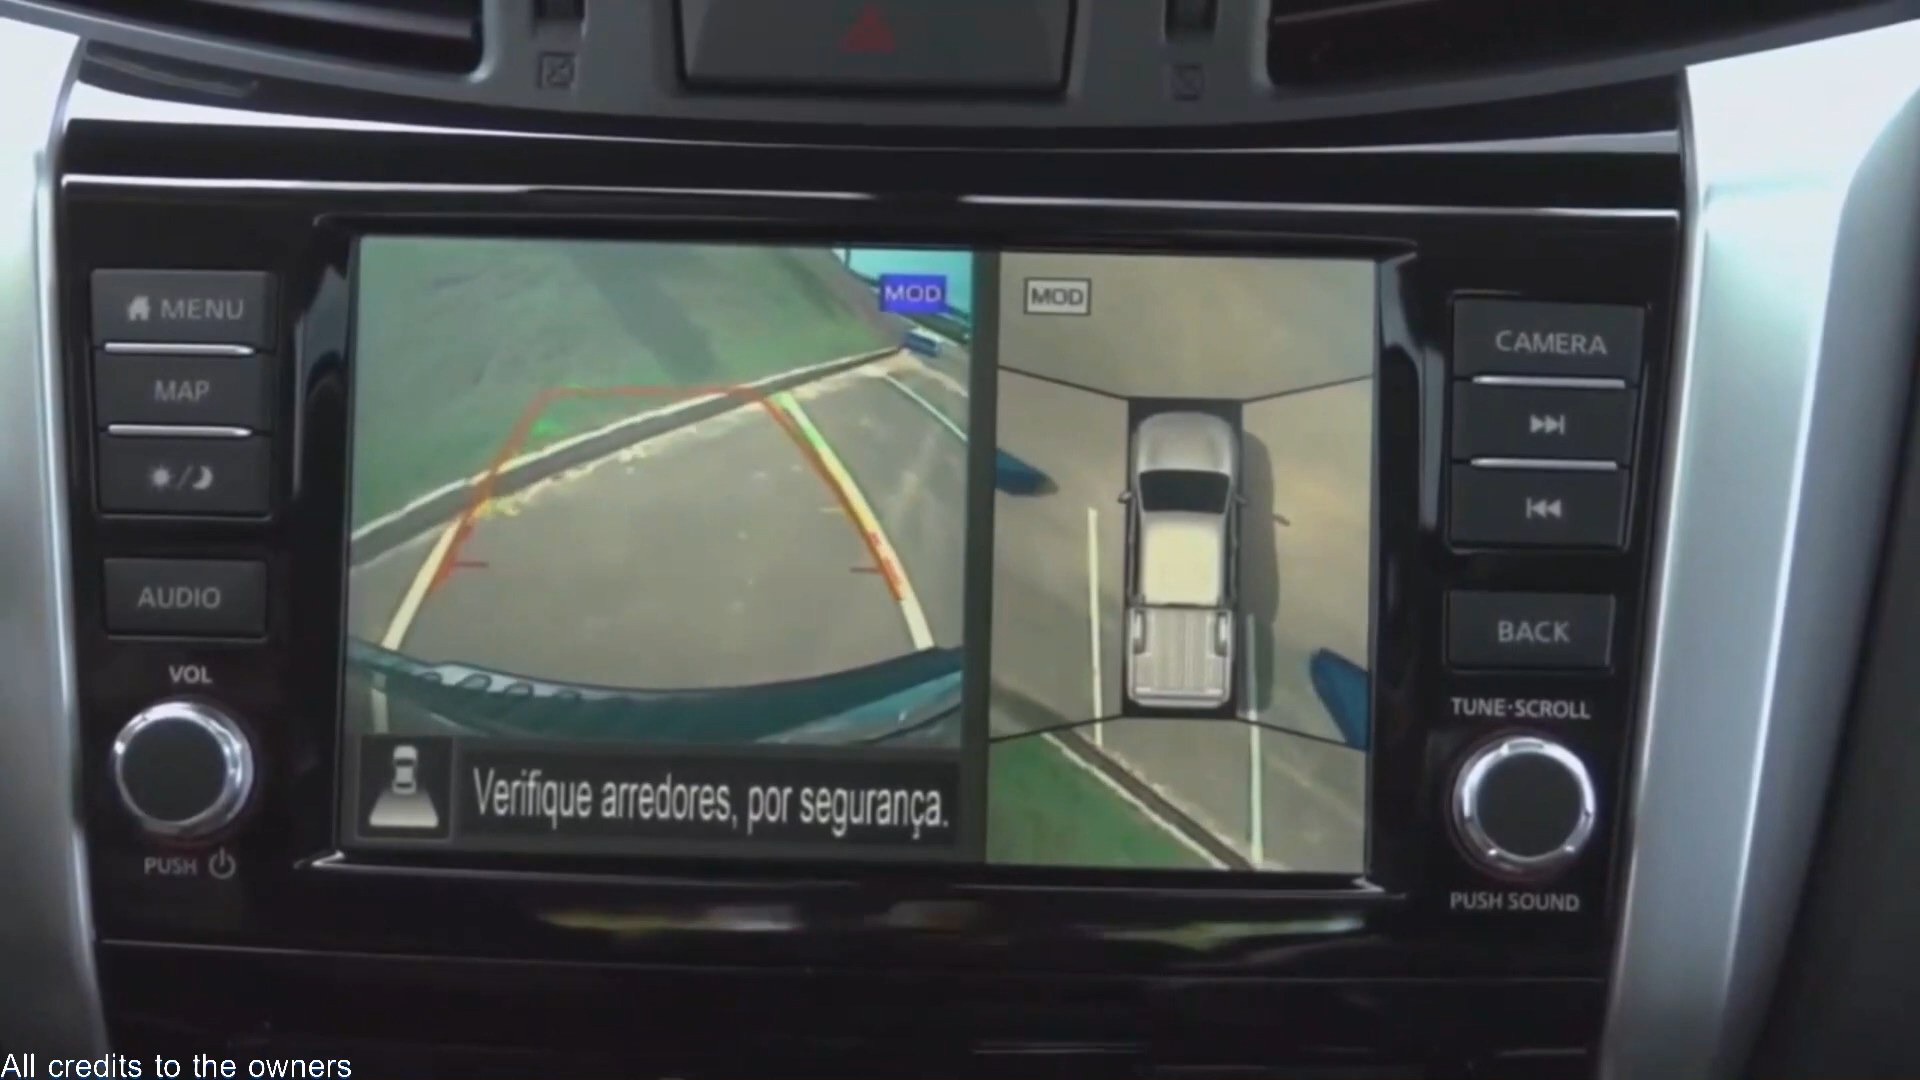 MENU
MAP
AUDIO
VOL
PUSH
MOD
MOD
Verifique arredores, por segurança.
CAMERA
BACK
TUNE·SCROLL
PUSH SOUND
All credits to the owners